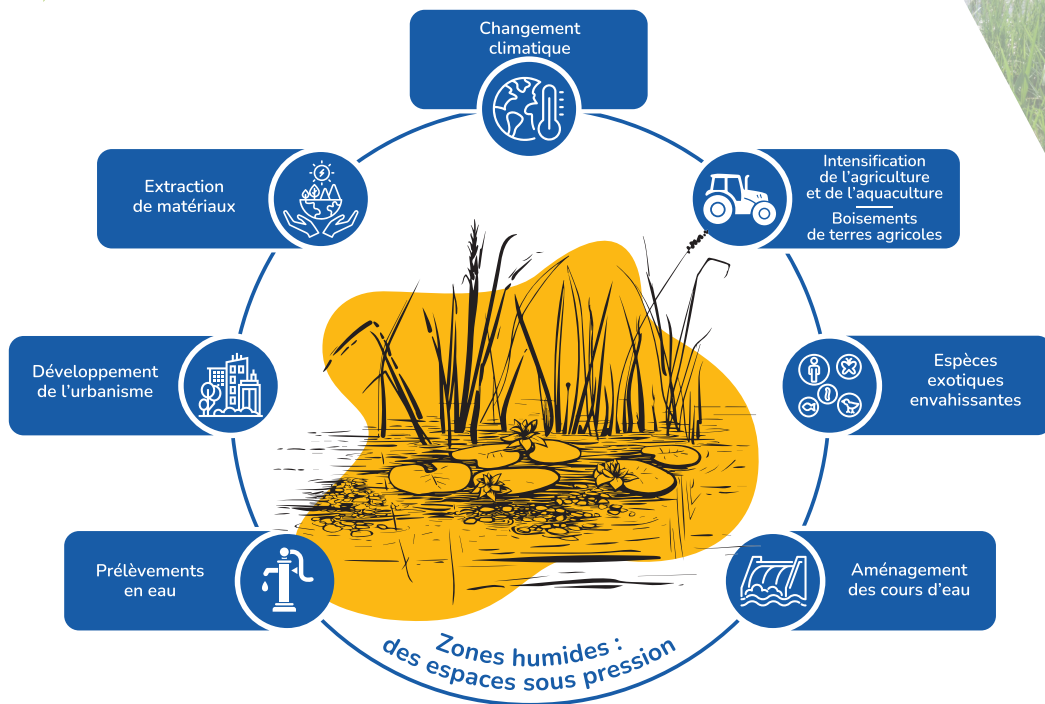 Changement
climatique
Extraction
de matériaux
Intensification
de l’agriculture
et de l’aquaculture
Boisements
de terres agricoles
Développement
de l’urbanisme
Espèces
exotiques
envahissantes
Prélèvements
en eau
Aménagement
des cours d’eau
Zones humides :
des espaces sous pression